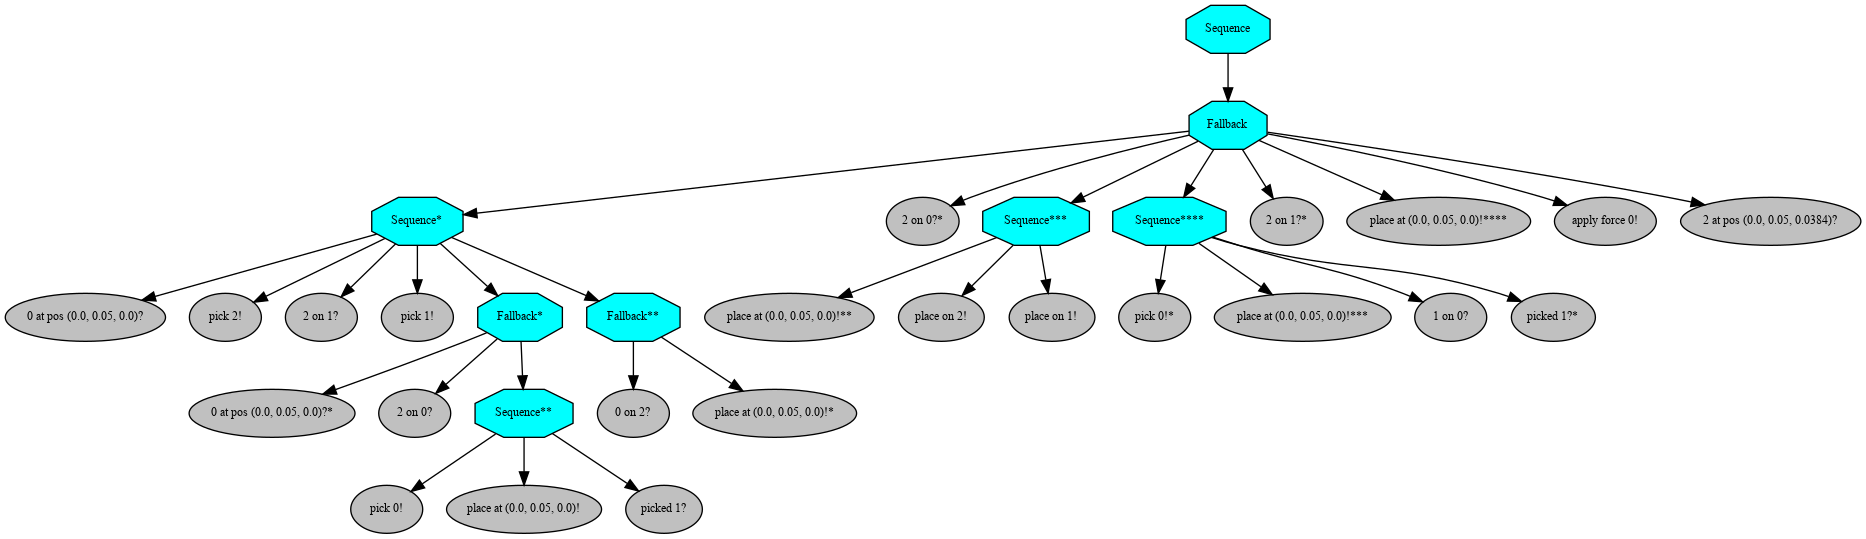 Sequence
Fallback
Sequence*
2 on 0?*
Sequence***
Sequence****
2 on 1?*
place at (0.0, 0.05, 0.0)!****
apply force 0!
2 at pos (0.0, 0.05, 0.0384)?
0 at pos (0.0, 0.05, 0.0)?
pick 2!
2 on 1?
pick 1!
Fallback*
Fallback**
place at (0.0, 0.05, 0.0)!**
place on 2!
place on 1!
pick 0!*
place at (0.0, 0.05, 0.0)!***
1 on 0?
picked 1?*
0 at pos (0.0, 0.05, 0.0)?*
2 on 0?
Sequence**
0 on 2?
place at (0.0, 0.05, 0.0)!*
pick 0!
place at (0.0, 0.05, 0.0)!
picked 1?